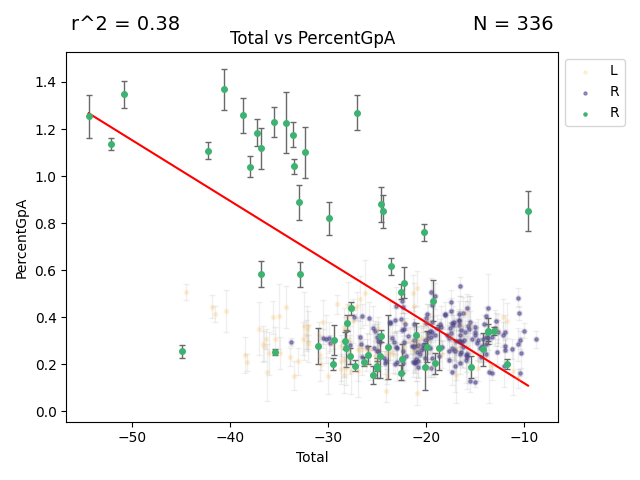 r^2 = 0.38
N = 336
Total vs PercentGpA
L
R
R
PercentGpA
1.4
1.2
1.0
0.8
0.6
0.4
0.2
0.0
−50
−40
−30
−20
−10
Total